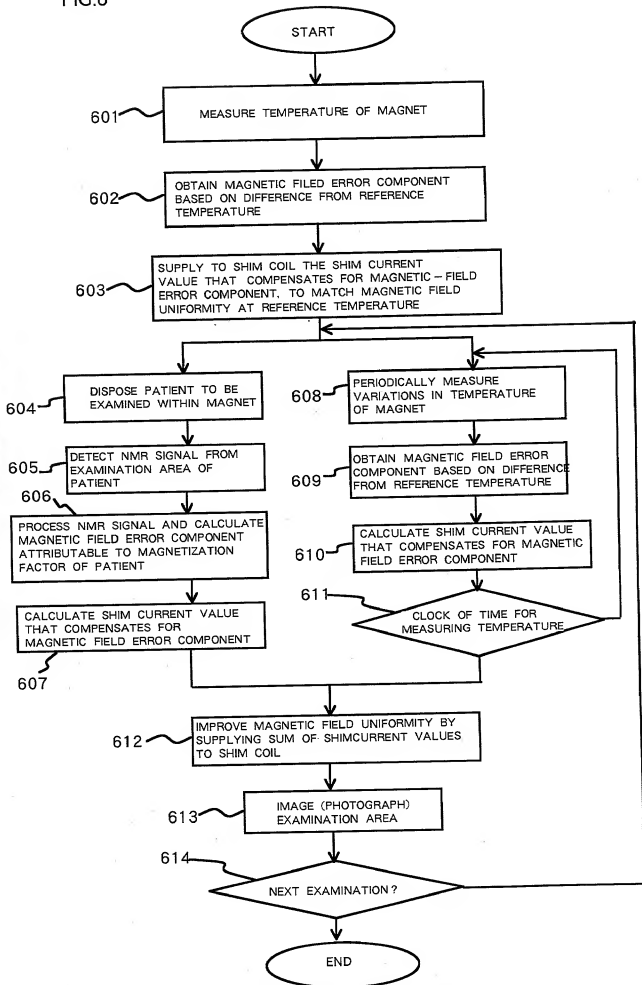 FIG.6
START
601
MEASURE TEMPERATURE OF MAGNET
602
OBTAIN MAGNETIC FILED ERROR COMPONENT
BASED ON DIFFERENCE FROM REFERENCE
TEMPERATURE
603
SUPPLY TO SHIM COIL THE SHIM CURRENT
VALUE THAT COMPENSATES FOR MAGNETIC-FIELD
ERROR COMPONENT, TO MATCH MAGNETIC FIELD
UNIFORMITY AT REFERENCE TEMPERATURE
604
DISPOSE PATIENT TO BE
EXAMINED WITHIN MAGNET
605
DETECT NMR SIGNAL FROM
EXAMINATION AREA OF
PATIENT
606
PROCESS NMR SIGNAL AND CALCULATE
MAGNETIC FIELD ERROR COMPONENT
ATTRIBUTABLE TO MAGNETIZATION
FACTOR OF PATIENT
CALCULATE SHIM CURRENT VALUE
THAT COMPENSATES FOR
MAGNETIC FIELD ERROR COMPONENT
607
608
PERIODICALLY MEASURE
VARIATIONS IN TEMPERATURE
OF MAGNET
609
OBTAIN MAGNETIC FIELD ERROR
COMPONENT BASED ON DIFFERENCE
FROM REFERENCE TEMPERATURE
610
CALCULATE SHIM CURRENT VALUE
THAT COMPENSATES FOR MAGNETIC
FIELD ERROR COMPONENT
611
CLOCK OF TIME FOR
MEASURING TEMPERATURE
612
IMPROVE MAGNETIC FIELD UNIFORMITY BY
SUPPLYING SUM OF SHIMCURRENT VALUES
TO SHIM COIL
613
IMAGE (PHOTOGRAPH)
EXAMINATION AREA
614
NEXT EXAMINATION?
END